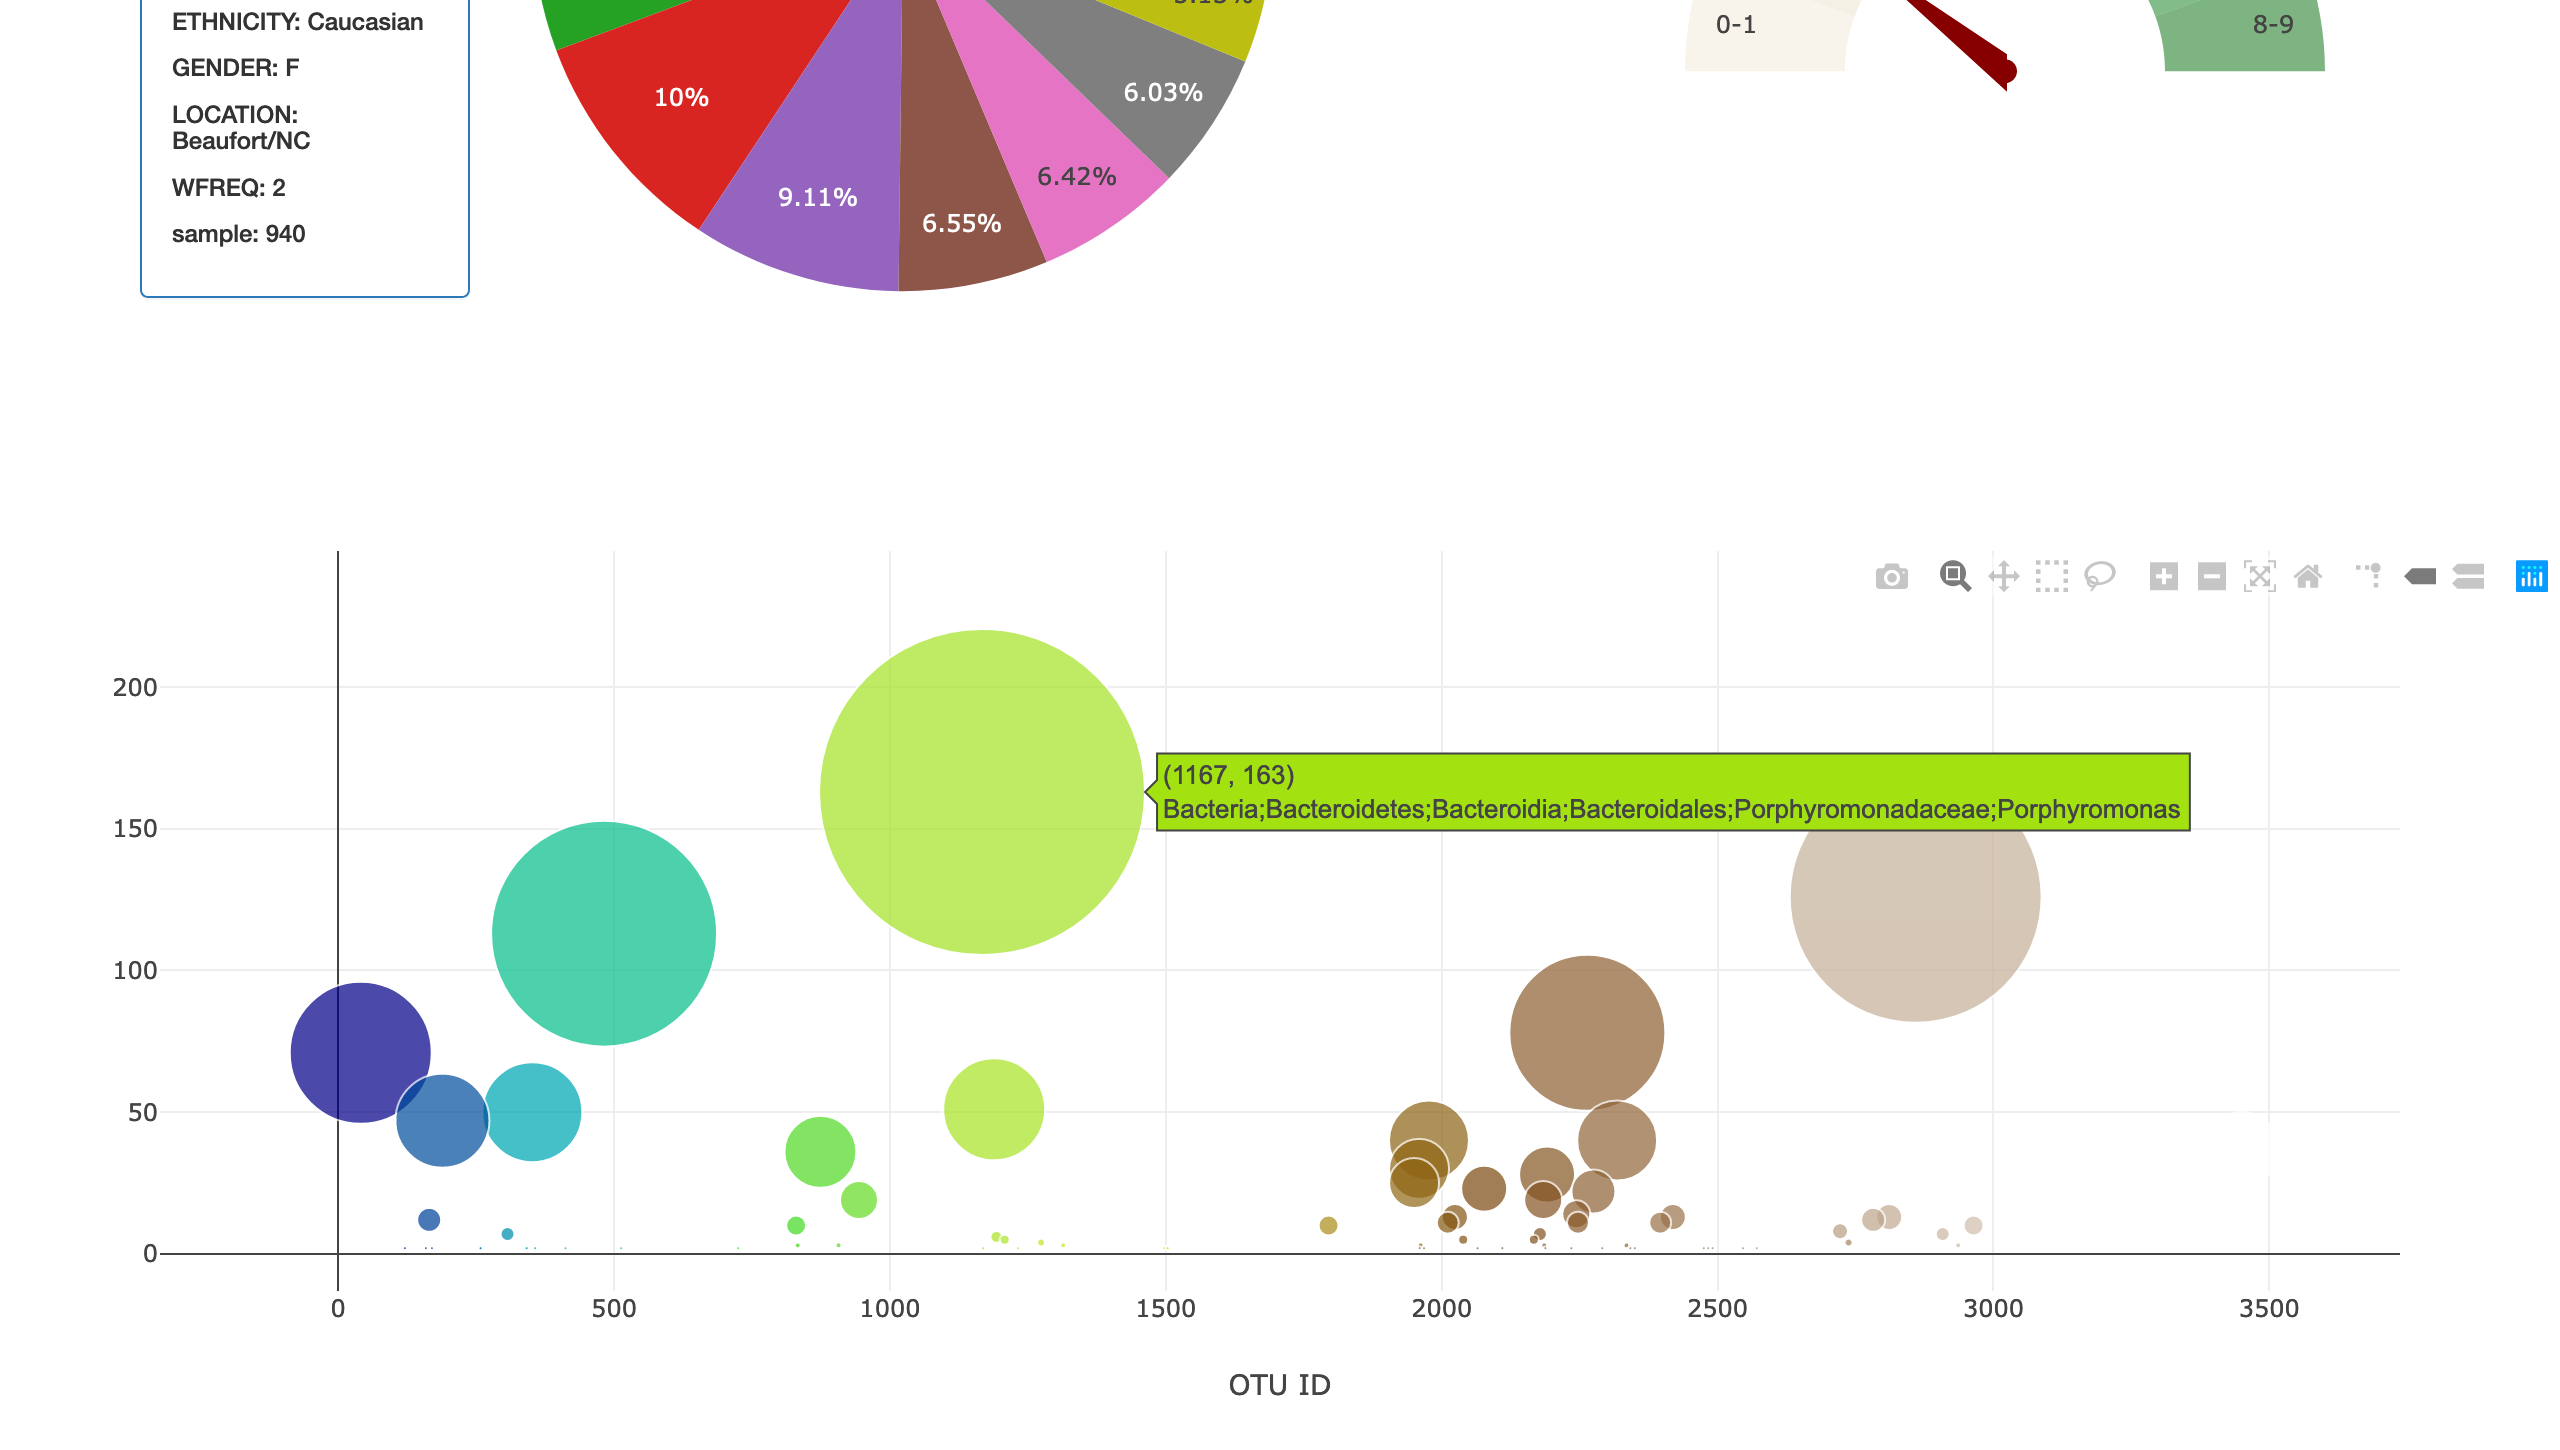 ETHNICITY: Caucasian
GENDER: F
LOCATION:
Beaufort/NC
WFREQ: 2
sample: 940
10%
9.11%
6.55%
6.42%
6.03%
0-1
8-9
200
150
100
50
0
(1167, 163)
Bacteria;Bacteroidetes;Bacteroidia;Bacteroidales;Porphyromonadaceae;Porphyromonas
0 500 1000 1500 2000 2500 3000 3500
OTU ID